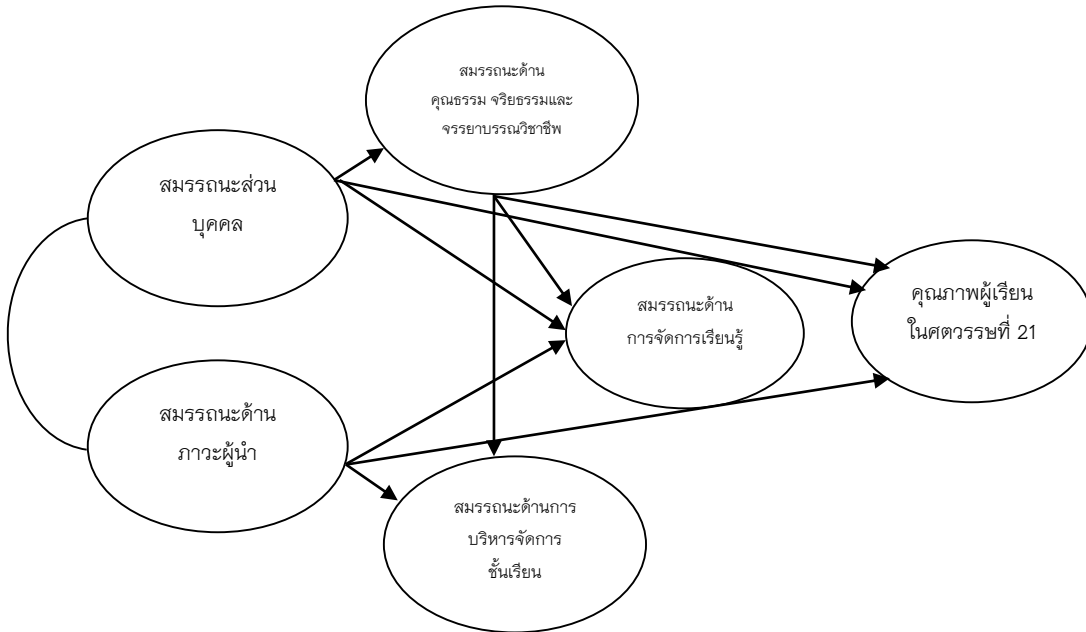 สมรรถนะด้าน
คุณธรรม จริยธรรมและ
จรรยาบรรณวิชาชีพ
สมรรถนะส่วน
บุคคล
สมรรถนะด้าน
การจัดการเรียนรู้
คุณภาพผู้เรียน
ในศตวรรษที่ 21
สมรรถนะด้าน
ภาวะผู้นำ
สมรรถนะด้านการ
บริหารจัดการ
ชั้นเรียน